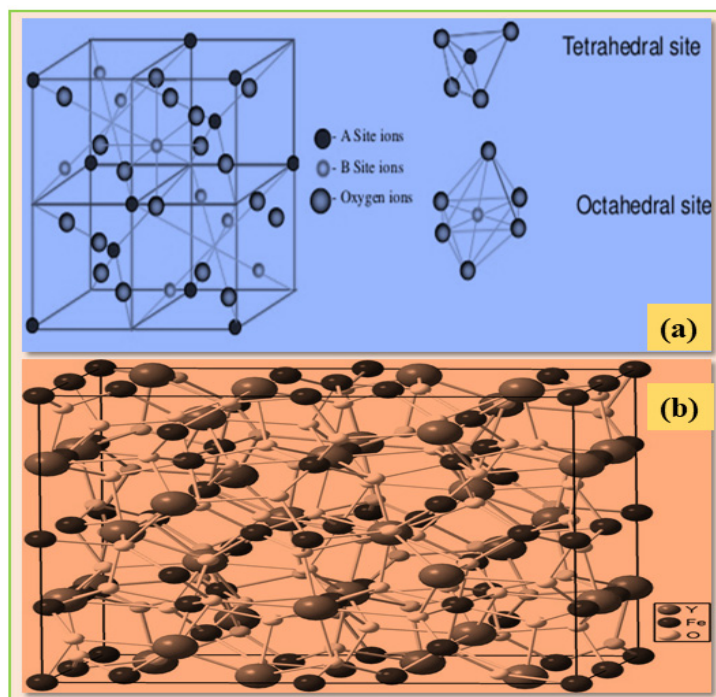 Tetrahedral site
- A Site ions
- B Site ions
- Oxygen ions
Octahedral site
(a)
(b)
Y
Fe
O